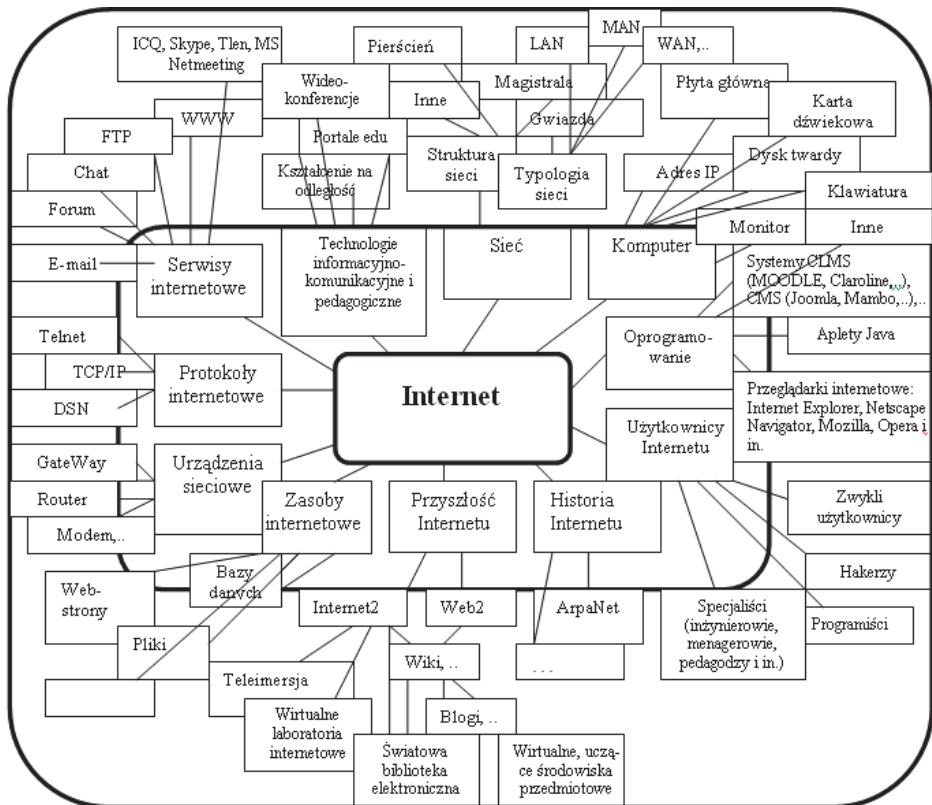 ICQ, Skype, Tlen, MS
Netmeeting
Pierścień
LAN
MAN
WAN,..
Wideo-
konferencje
Inne
Magistrala
Płyta główna
WWW
Gwiazda
Karta
dźwiekowa
FTP
Portale edu
Struktura
sieci
Typologia
sieci
Dysk twardy
Chat
Kształcenie na
odległość
Adres IP
Klawiatura
Forum
Monitor
Inne
E-mail
Serwisy
internetowe
Technologie
informacyjno-
komunikacyjne i
pedagogiczne
Sieć
Komputer
Systemy CLMS
(MOODLE, Claroline,..),
CMS (Joomla, Mambo,..),..
Telnet
Oprogramo-
wanie
Aplety Java
TCP/IP
Protokoły
internetowe
Internet
DSN
Przeglądarki internetowe:
Internet Explorer, Netscape
Navigator, Mozilla, Opera i
in.
Użytkownicy
Internetu
GateWay
Urządzenia
sieciowe
Router
Zasoby
internetowe
Przyszłość
Internetu
Historia
Internetu
Zwykli
użytkownicy
Modem,..
Web-
strony
Bazy
danych
Hakerzy
Internet2
Web2
ArpaNet
Specjaliści
(inżynierowie,
menagerowie,
pedagodzy i in.)
Programiści
Pliki
Wiki, ..
. . .
Teleimersja
Wirtualne
laboratoria
internetowe
Blogi, ..
Światowa
biblioteka
elektroniczna
Wirtualne, uczą-
ce środowiska
przedmiotowe